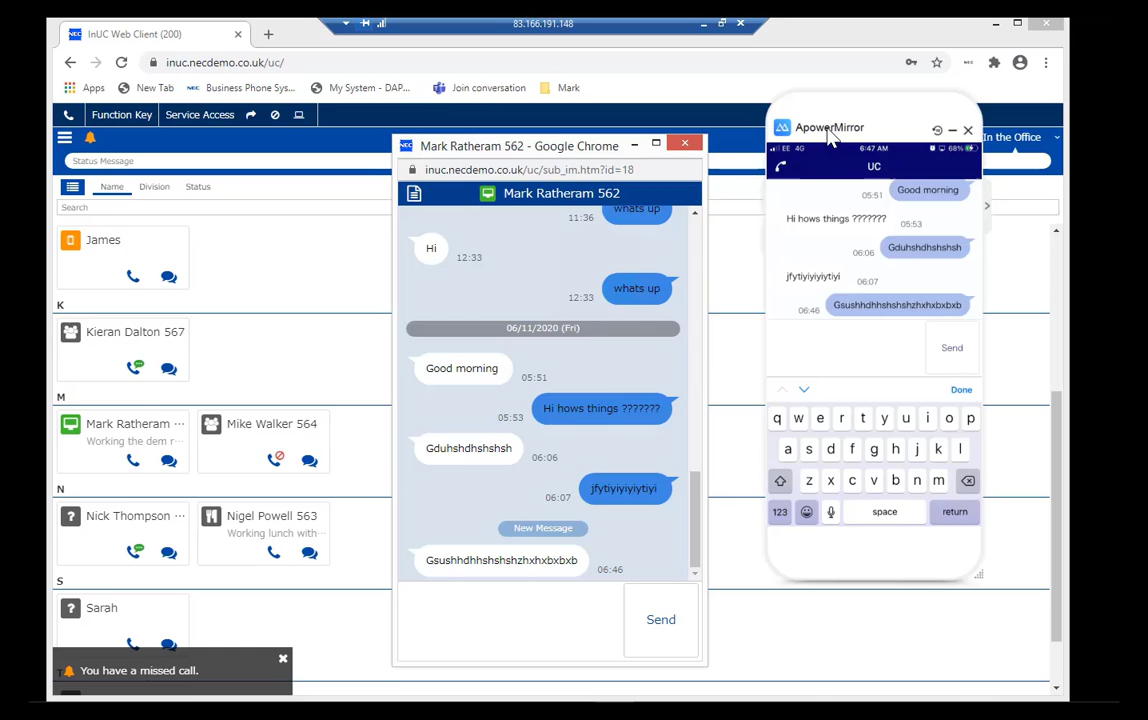 83.166.191.148
NEC InUC Web Client (200)
inuc.necdemo.co.uk/uc/
Apps New Tab NEC Business Phone Sys... My System - DAP... Join conversation Mark
Function Key Service Access
In the Office
Status Message
Name Division Status
Search
James
K
Kieran Dalton 567
M
Mark Ratheram ···
Working the dem r···
Mike Walker 564
N
Nick Thompson ···
Nigel Powell 563
Working lunch with···
S
Sarah
You have a missed call.
NEC Mark Ratheram 562 - Google Chrome
inuc.necdemo.co.uk/uc/sub_im.htm?id=18
Mark Ratheram 562
whats up
11:36
Hi
12:33
whats up
12:33
06/11/2020 (Fri)
Good morning
05:51
Hi hows things ???????
05:53
Gduhshdhshshsh
06:06
jfytiyiyiyiytiyi
06:07
New Message
Gsushhdhhshshshzhxhxbxbxb
06:46
Send
ApowerMirror
EE 4G 6:47 AM 68%
UC
Good morning
05:51
Hi hows things ???????
05:53
Gduhshdhshshsh
06:06
jfytiyiyiyiytiyi
06:07
Gsushhdhhshshshzhxhxbxbxb
06:46
Send
Done
q w e r t y u i o p
a s d f g h j k l
z x c v b n m
123 space return